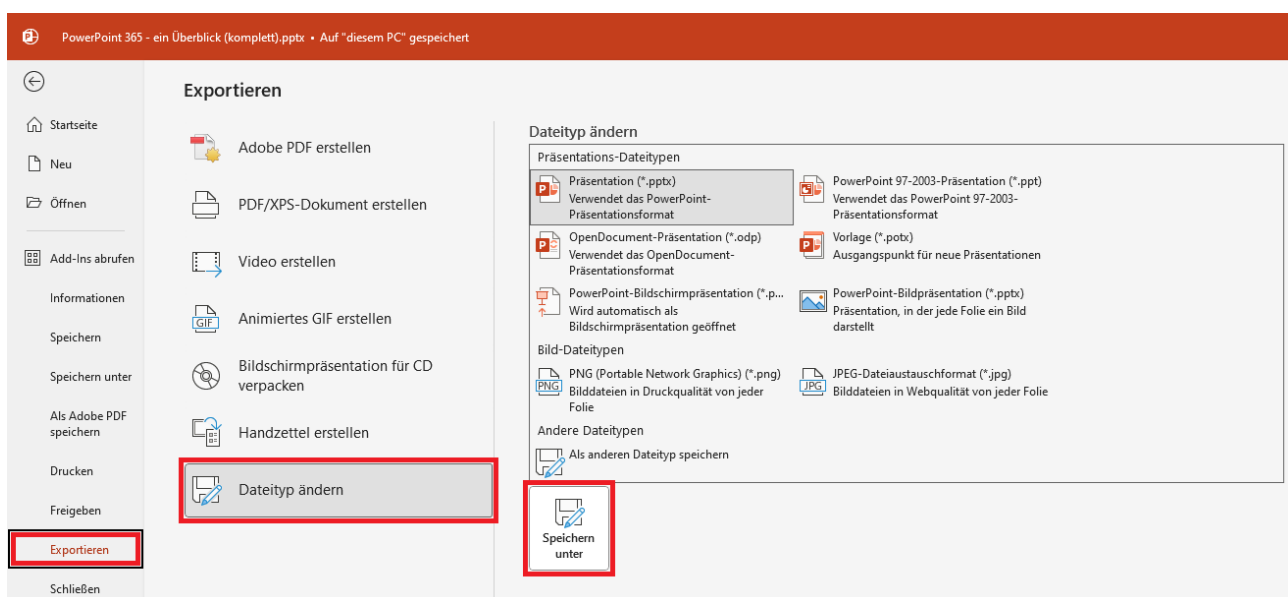 PowerPoint 365 - ein Überblick (komplett).pptx • Auf "diesem PC" gespeichert
Startseite
Neu
Öffnen
Add-Ins abrufen
Informationen
Speichern
Speichern unter
Als Adobe PDF
speichern
Drucken
Freigeben
Exportieren
Schließen
Exportieren
Adobe PDF erstellen
PDF/XPS-Dokument erstellen
Video erstellen
GIF
Animiertes GIF erstellen
Bildschirmpräsentation für CD
verpacken
Handzettel erstellen
Dateityp ändern
Dateityp ändern
Präsentations-Dateitypen
Präsentation (*.pptx)
Verwendet das PowerPoint-
Präsentationsformat
PowerPoint 97-2003-Präsentation (*.ppt)
Verwendet das PowerPoint 97-2003-
Präsentationsformat
OpenDocument-Präsentation (*.odp)
Verwendet das OpenDocument-
Präsentationsformat
Vorlage (*.potx)
Ausgangspunkt für neue Präsentationen
PowerPoint-Bildschirmpräsentation (*.p...
Wird automatisch als
Bildschirmpräsentation geöffnet
PowerPoint-Bildpräsentation (*.pptx)
Präsentation, in der jede Folie ein Bild
darstellt
Bild-Dateitypen
PNG
PNG (Portable Network Graphics) (*.png)
Bilddateien in Druckqualität von jeder
Folie
JPG
JPEG-Dateiaustauschformat (*.jpg)
Bilddateien in Webqualität von jeder Folie
Andere Dateitypen
Als anderen Dateityp speichern
Speichern
unter